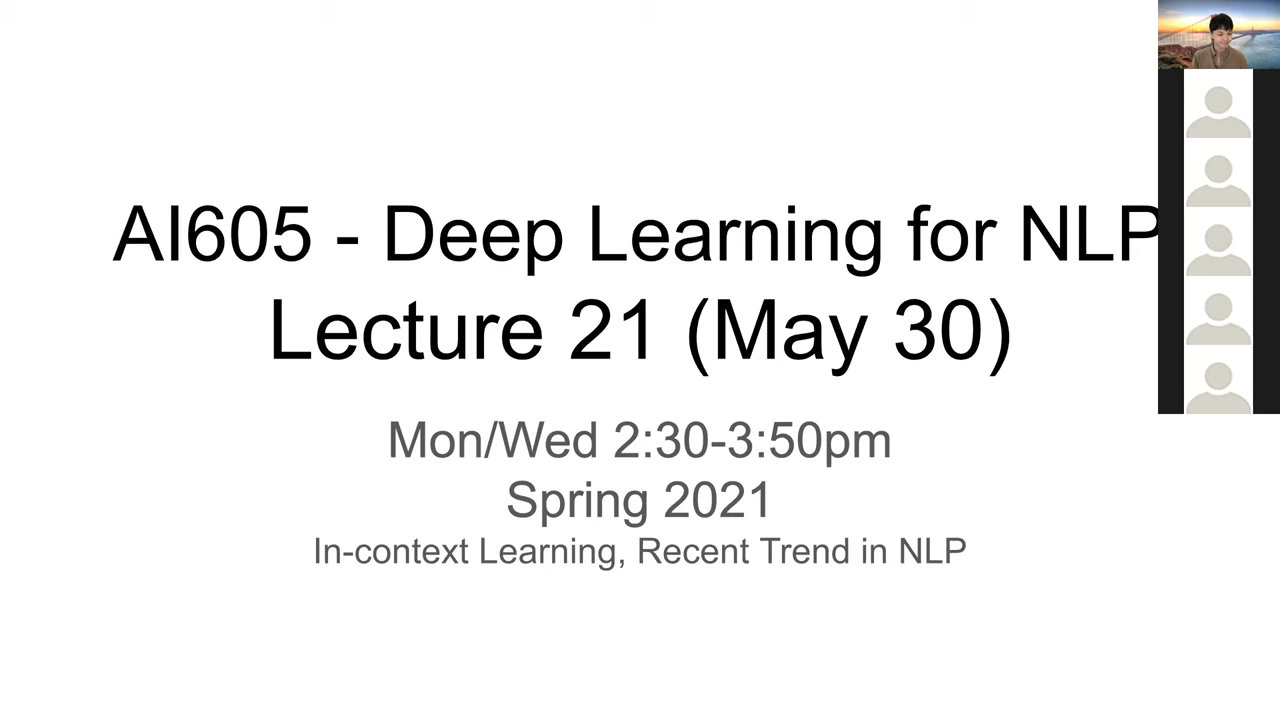 AI605 - Deep Learning for NLP
Lecture 21 (May 30)
Mon/Wed 2:30-3:50pm
Spring 2021
In-context Learning, Recent Trend in NLP